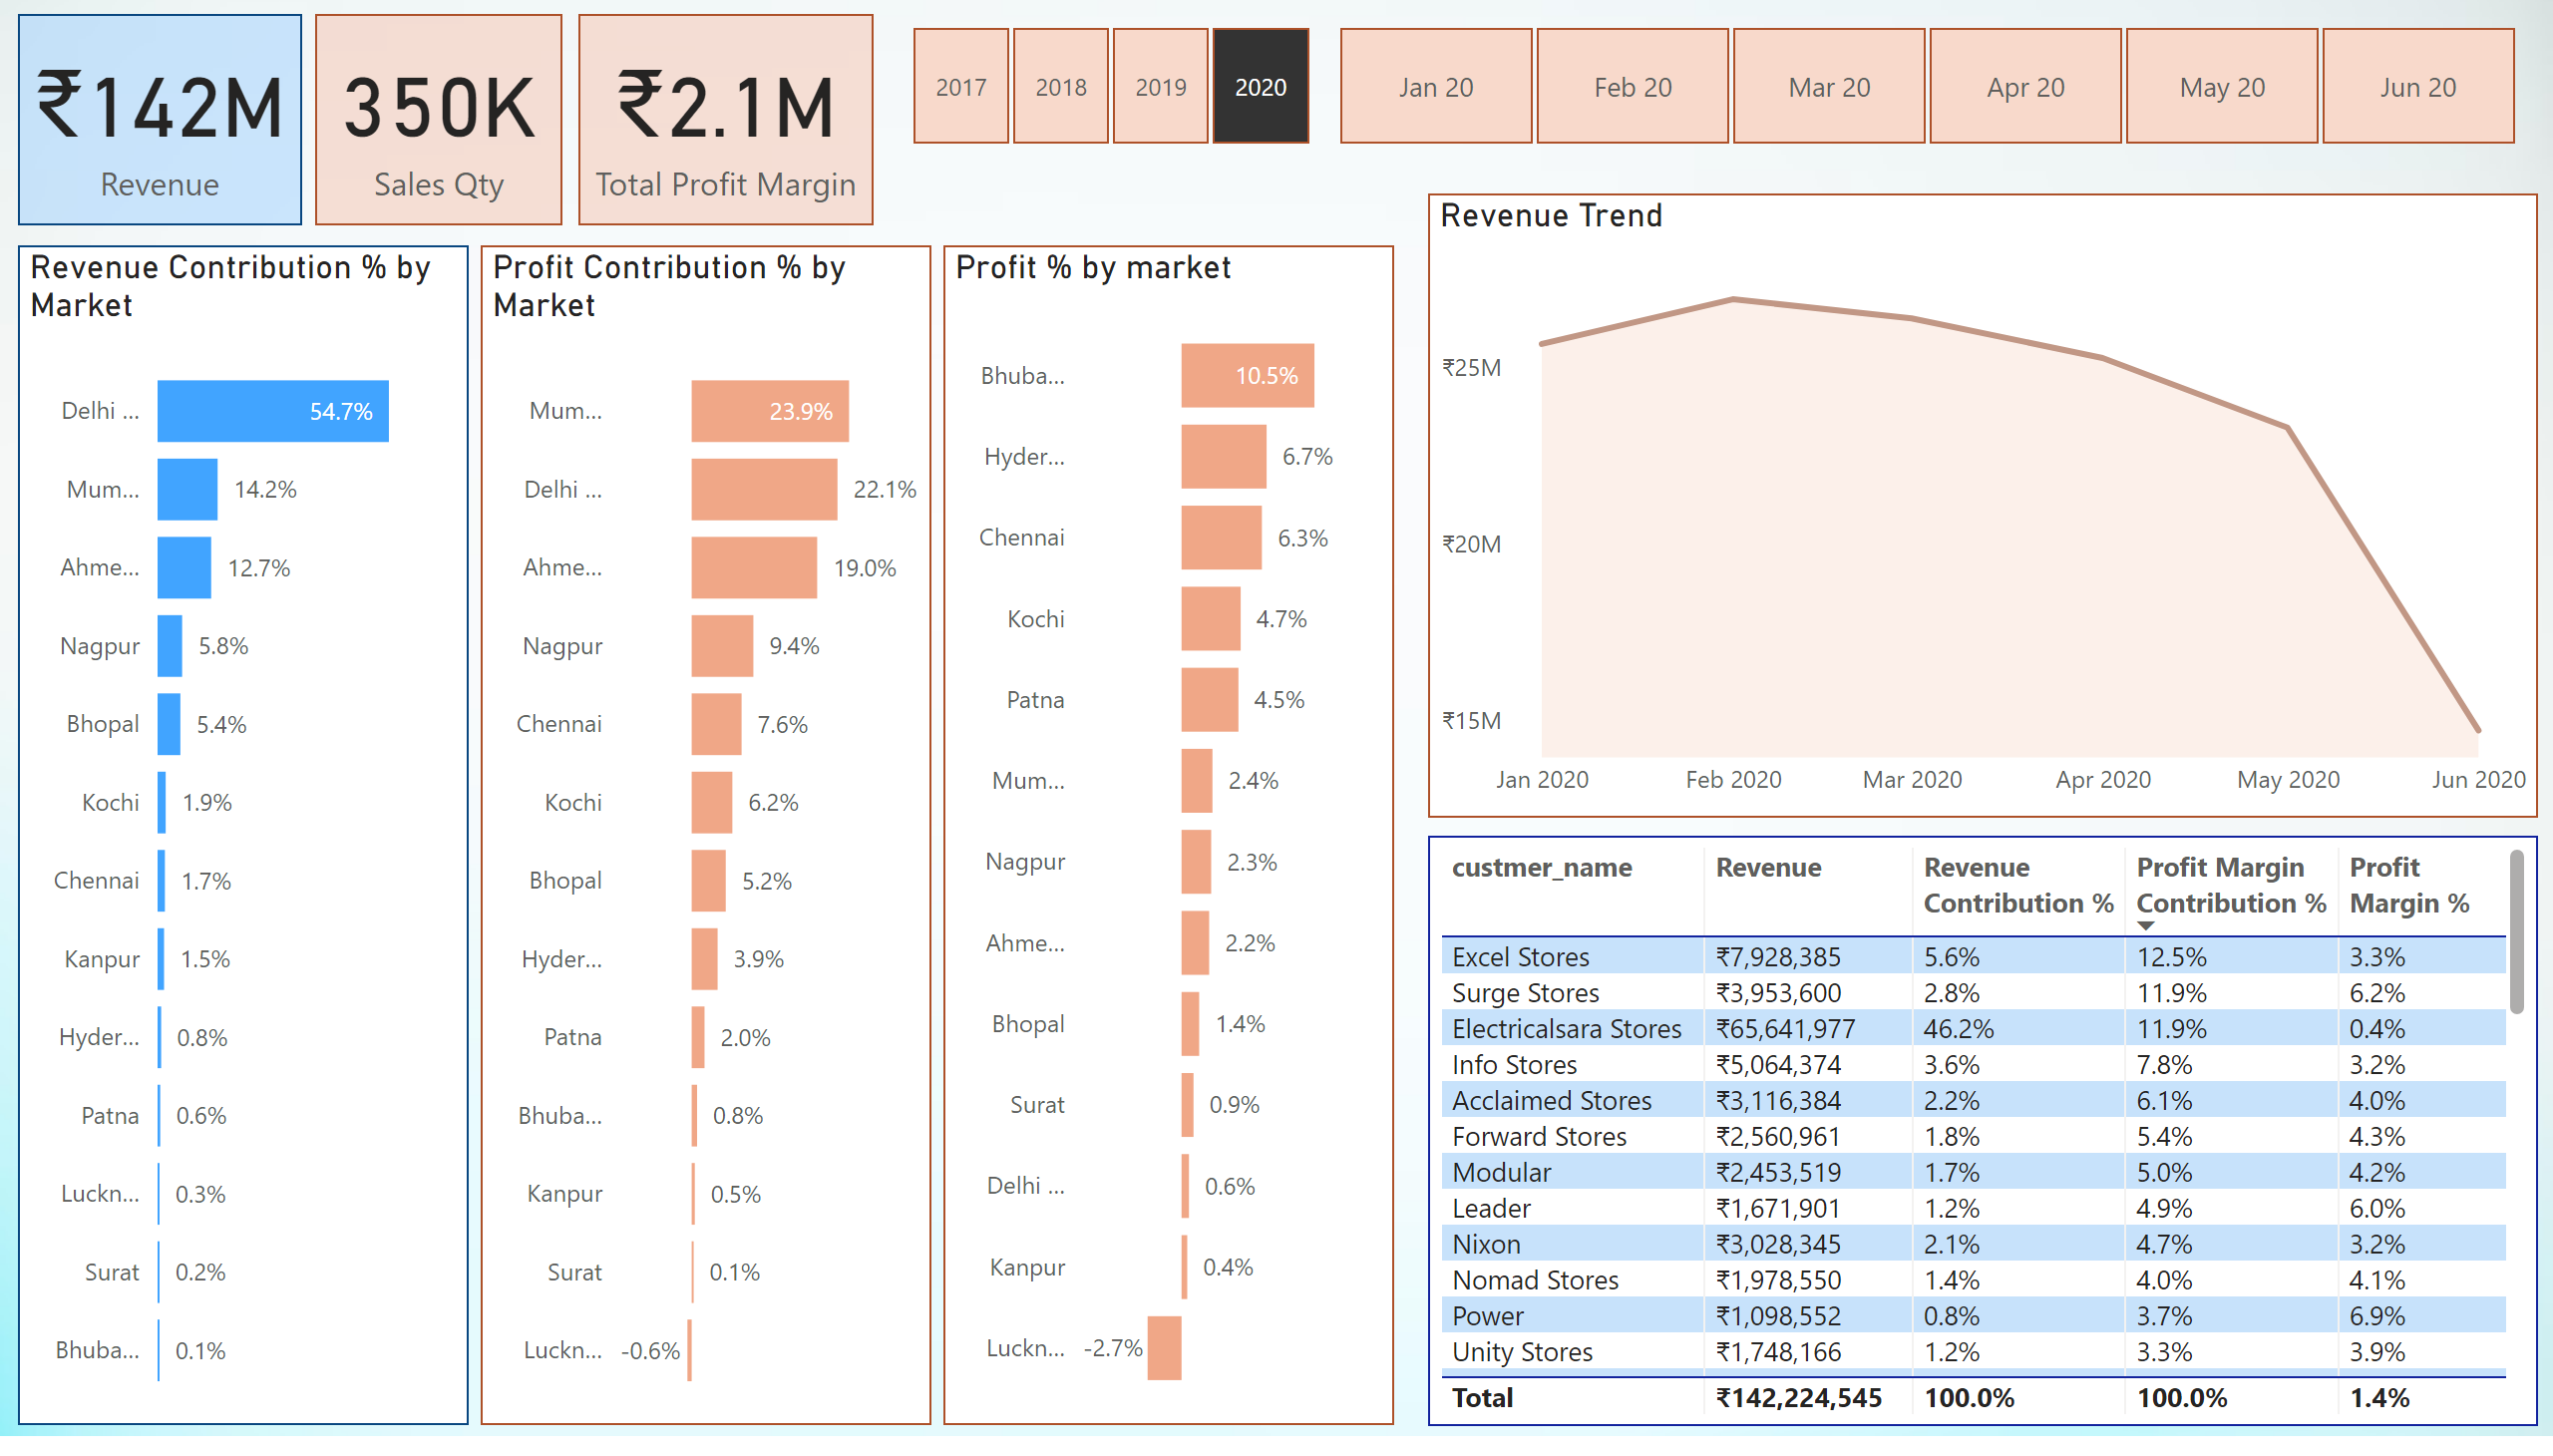 ₹142M
Revenue
350K
Sales Qty
₹2.1M
Total Profit Margin
2017 2018 2019 2020
Jan 20 Feb 20 Mar 20 Apr 20 May 20 Jun 20
Revenue Contribution % by
Market
Delhi ... 54.7%
Mum... 14.2%
Ahme... 12.7%
Nagpur 5.8%
Bhopal 5.4%
Kochi 1.9%
Chennai 1.7%
Kanpur 1.5%
Hyder... 0.8%
Patna 0.6%
Luckn... 0.3%
Surat 0.2%
Bhuba... 0.1%
Profit Contribution % by
Market
Mum... 23.9%
Delhi ... 22.1%
Ahme... 19.0%
Nagpur 9.4%
Chennai 7.6%
Kochi 6.2%
Bhopal 5.2%
Hyder... 3.9%
Patna 2.0%
Bhuba... 0.8%
Kanpur 0.5%
Surat 0.1%
Luckn... -0.6%
Profit % by market
Bhuba... 10.5%
Hyder... 6.7%
Chennai 6.3%
Kochi 4.7%
Patna 4.5%
Mum... 2.4%
Nagpur 2.3%
Ahme... 2.2%
Bhopal 1.4%
Surat 0.9%
Delhi ... 0.6%
Kanpur 0.4%
Luckn... -2.7%
Revenue Trend
₹25M
₹20M
₹15M
Jan 2020 Feb 2020 Mar 2020 Apr 2020 May 2020 Jun 2020
custmer_name Revenue Revenue Profit Margin Profit
Contribution % Contribution % Margin %
Excel Stores ₹7,928,385 5.6% 12.5% 3.3%
Surge Stores ₹3,953,600 2.8% 11.9% 6.2%
Electricalsara Stores ₹65,641,977 46.2% 11.9% 0.4%
Info Stores ₹5,064,374 3.6% 7.8% 3.2%
Acclaimed Stores ₹3,116,384 2.2% 6.1% 4.0%
Forward Stores ₹2,560,961 1.8% 5.4% 4.3%
Modular ₹2,453,519 1.7% 5.0% 4.2%
Leader ₹1,671,901 1.2% 4.9% 6.0%
Nixon ₹3,028,345 2.1% 4.7% 3.2%
Nomad Stores ₹1,978,550 1.4% 4.0% 4.1%
Power ₹1,098,552 0.8% 3.7% 6.9%
Unity Stores ₹1,748,166 1.2% 3.3% 3.9%
Total ₹142,224,545 100.0% 100.0% 1.4%